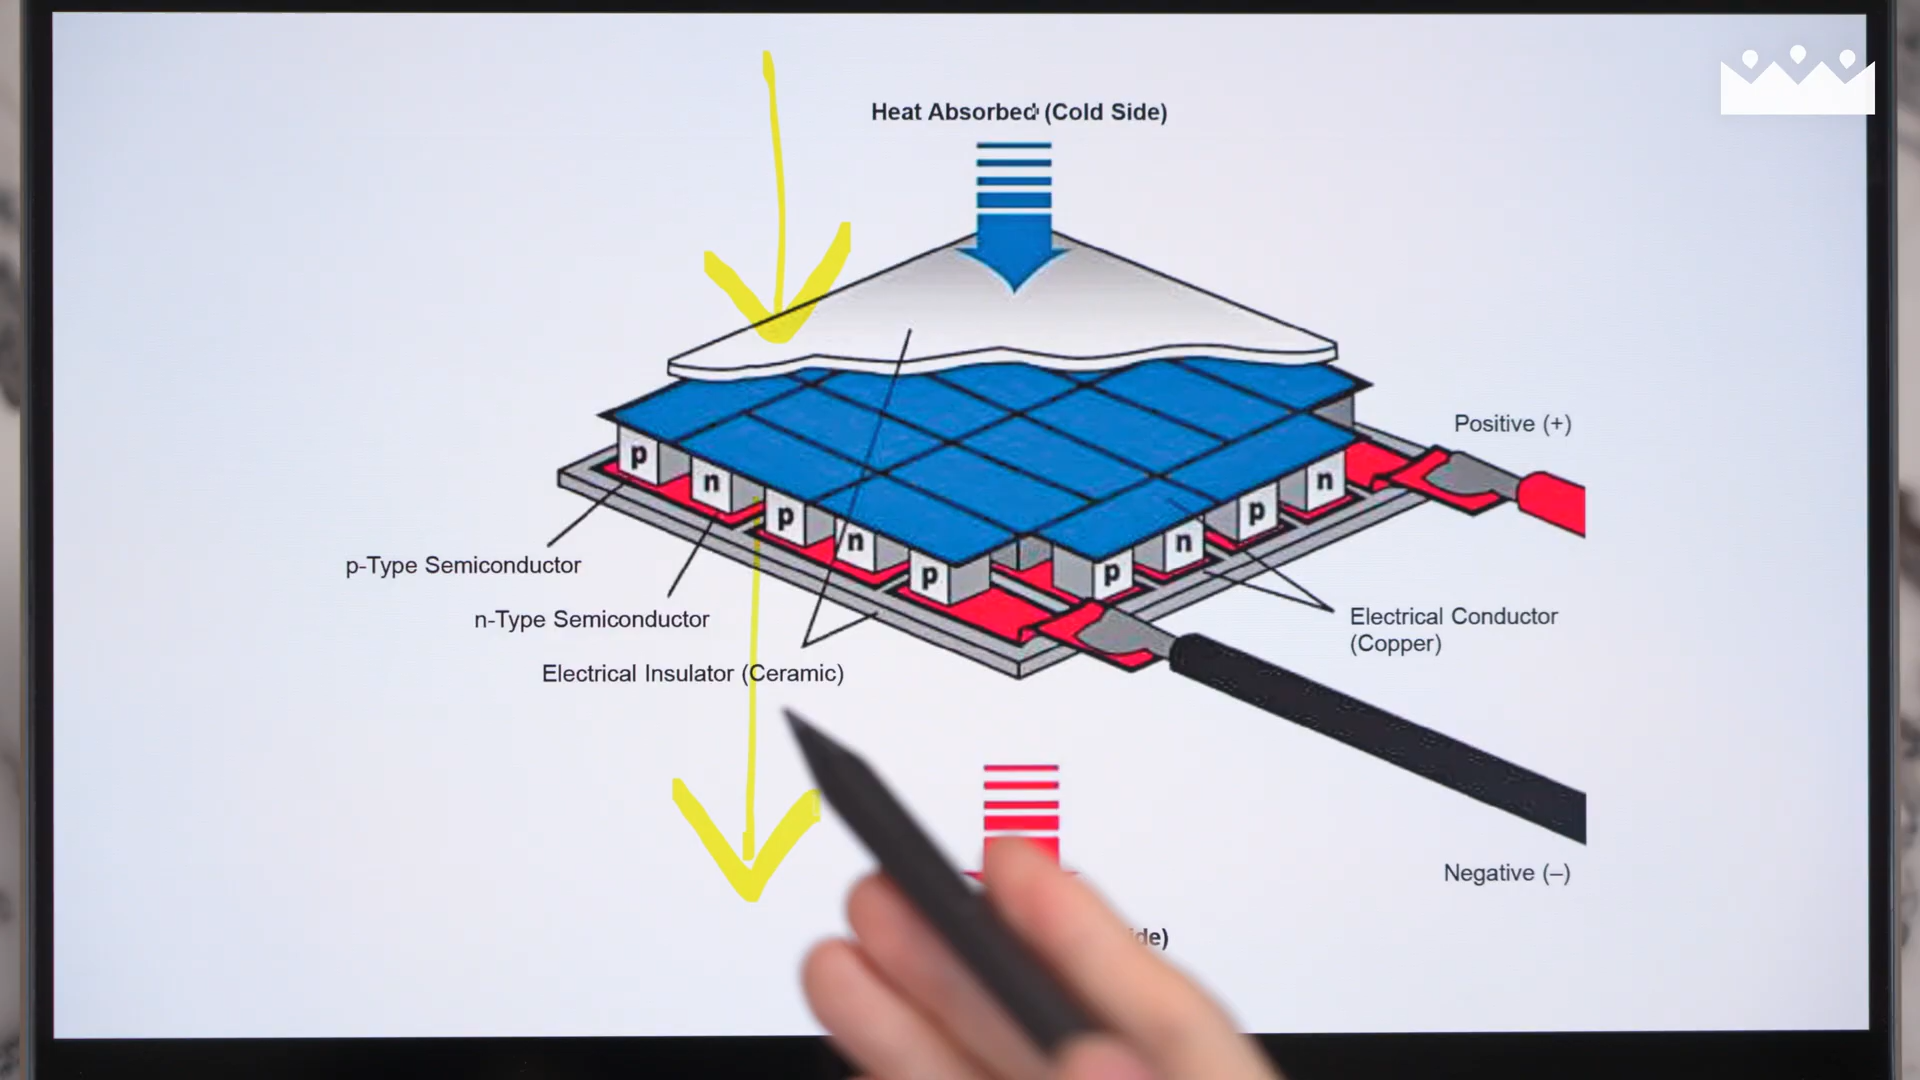 Heat Absorbed (Cold Side)
Positive (+)
p
n
p
n
p
p
n
p
n
p-Type Semiconductor
n-Type Semiconductor
Electrical Insulator (Ceramic)
Electrical Conductor
(Copper)
Negative (–)